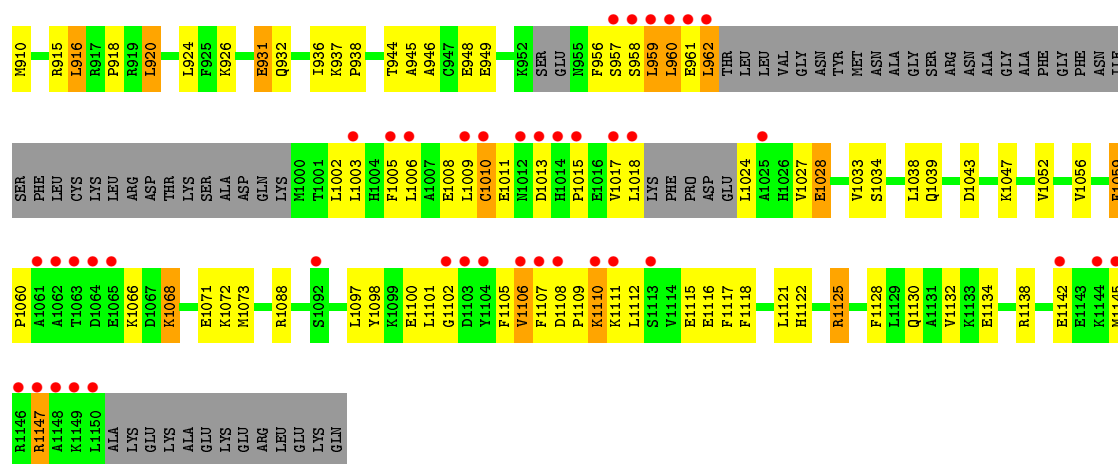 M910 R915 L916 R917 P918 R919 L920 L924 F925 K926 E931 Q932 I936 K937 P938 T944 A945 A946 C947 E948 E949 K952 SER GLU N955 F956 S957 S958 L959 L960 E961 L962 THR LEU LEU VAL GLY ASN TYR MET ASN ALA GLY SER ARG ASN ALA GLY ALA PHE GLY PHE ASN ILE
SER PHE LEU CYS LYS LEU ARG ASP THR LYS SER ALA ASP GLN LYS M1000 T1001 L1002 L1003 H1004 F1005 L1006 A1007 E1008 L1009 C1010 E1011 N1012 D1013 H1014 P1015 E1016 V1017 L1018 LYS PHE PRO ASP GLU L1024 A1025 H1026 V1027 E1028 V1033 S1034 L1038 Q1039 D1043 K1047 V1052 V1056 E1059
P1060 A1061 A1062 T1063 D1064 E1065 K1066 D1067 K1068 E1071 K1072 M1073 R1088 S1092 L1097 Y1098 K1099 E1100 L1101 G1102 D1103 Y1104 F1105 V1106 F1107 D1108 P1109 K1110 K1111 L1112 S1113 V1114 E1115 E1116 F1117 F1118 L1121 H1122 R1125 F1128 L1129 Q1130 A1131 V1132 K1133 E1134 R1138 E1142 E1143 K1144 M1145
R1146 R1147 A1148 K1149 L1150 ALA LYS GLU LYS ALA GLU LYS GLU ARG LEU GLU LYS GLN